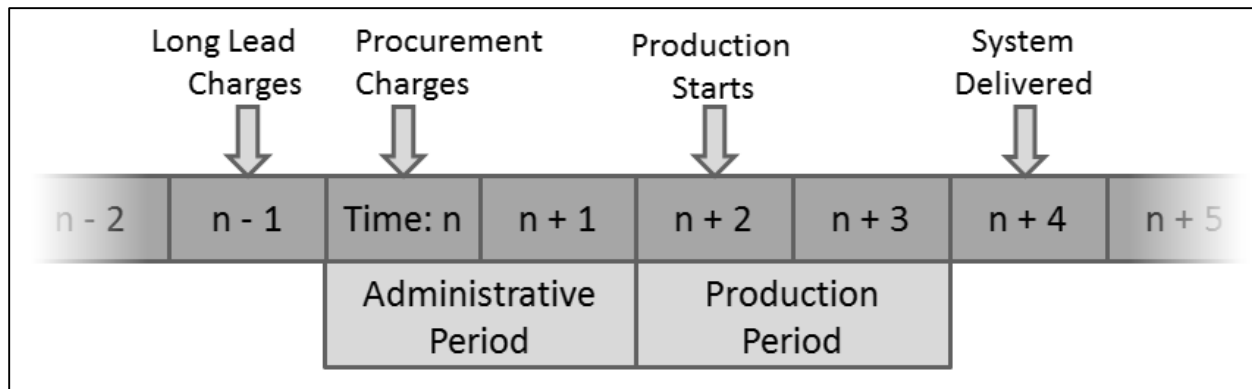 Long Lead
Charges
Procurement
Charges
Production
Starts
System
Delivered
n - 2
n - 1
Time: n
n + 1
n + 2
n + 3
n + 4
n + 5
Administrative
Period
Production
Period